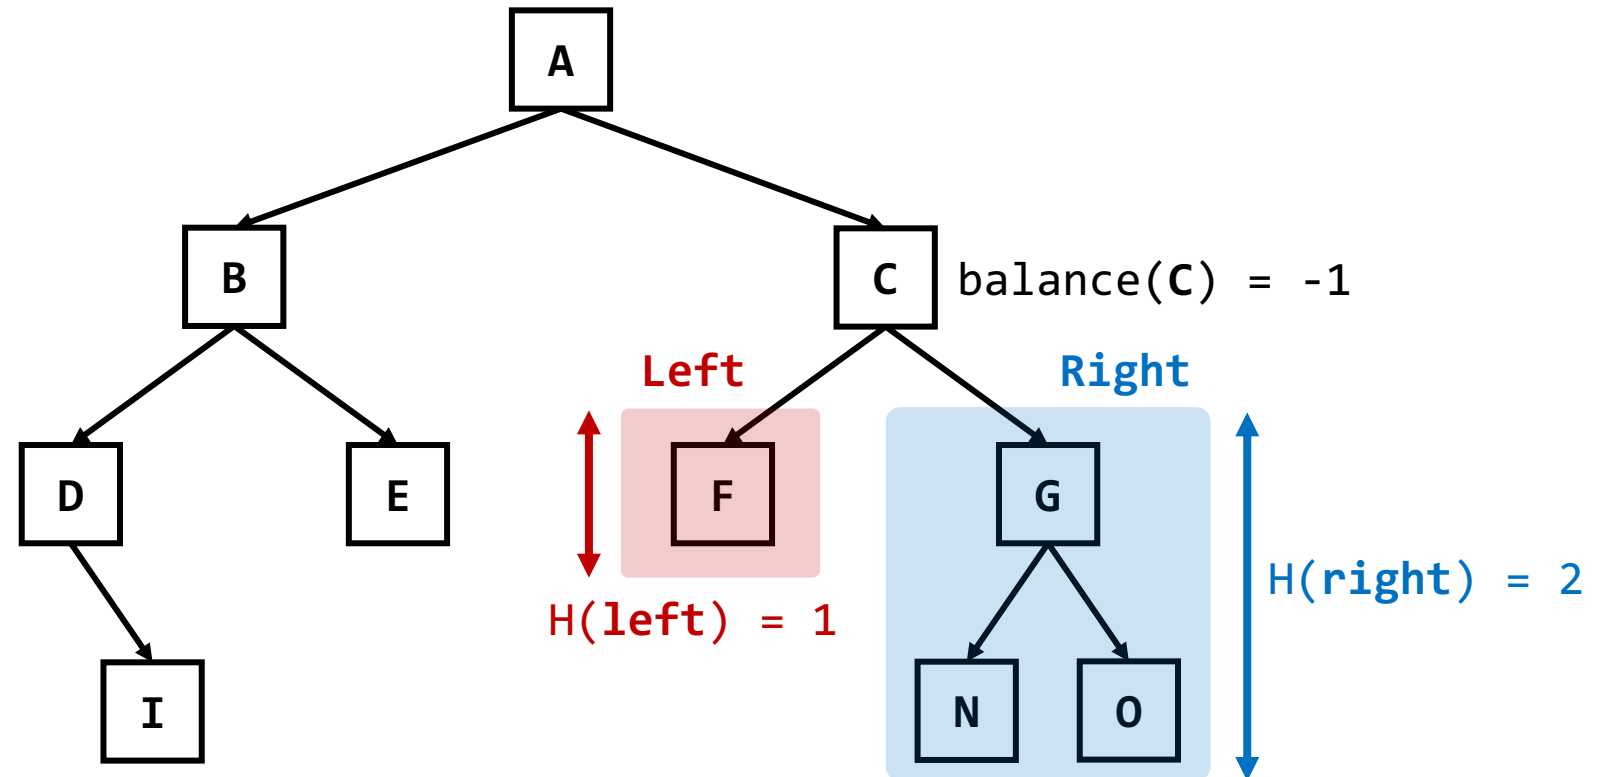 A
B
C
balance(C) = -1
Left
Right
D
E
F
G
H(left) = 1
H(right) = 2
I
N
O